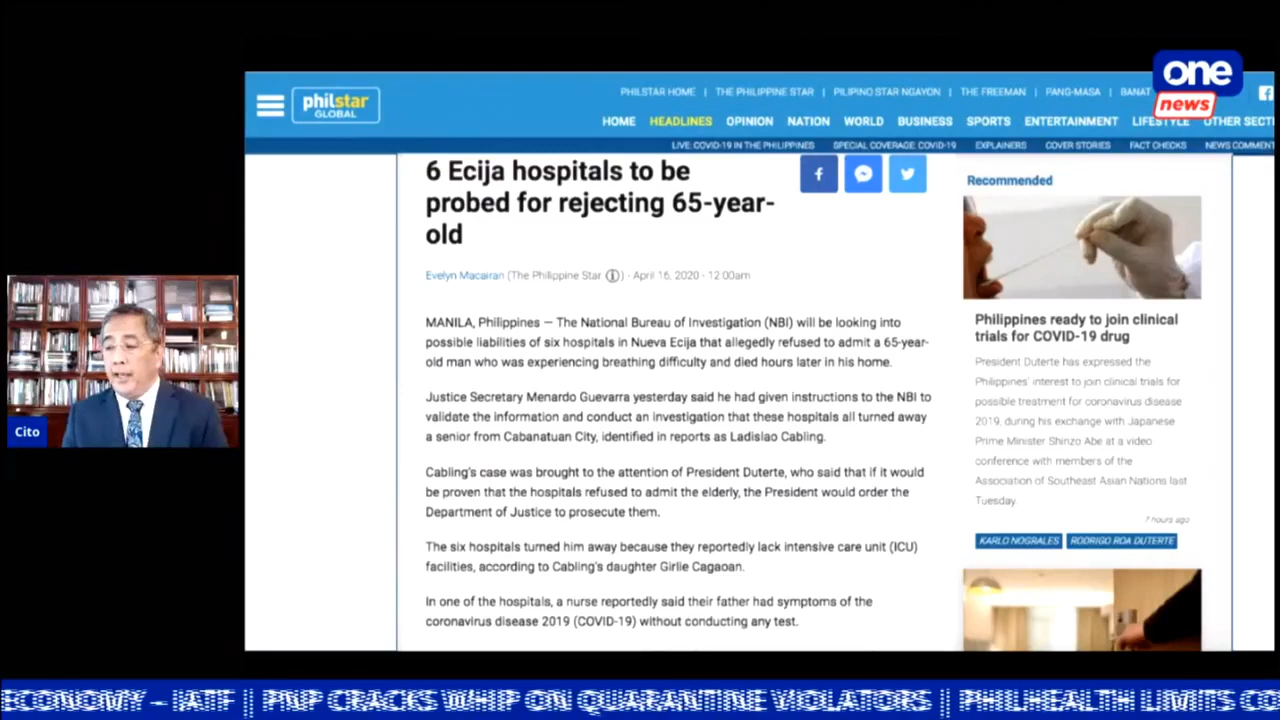 one
news
philstar
GLOBAL
PHILSTAR HOME | THE PHILIPPINE STAR | PILIPINO STAR NGAYON | THE FREEMAN | PANG-MASA | BANAT
HOME HEADLINES OPINION NATION WORLD BUSINESS SPORTS ENTERTAINMENT LIFESTYLE OTHER SECTI
LIVE: COVID-19 IN THE PHILIPPINES SPECIAL COVERAGE: COVID-19 EXPLAINERS COVER STORIES FACT CHECKS NEWS COMMENT
6 Ecija hospitals to be
probed for rejecting 65-year-
old
Evelyn Macairan (The Philippine Star) - April 16, 2020 - 12:00am
MANILA, Philippines — The National Bureau of Investigation (NBI) will be looking into
possible liabilities of six hospitals in Nueva Ecija that allegedly refused to admit a 65-year-
old man who was experiencing breathing difficulty and died hours later in his home.
Justice Secretary Menardo Guevarra yesterday said he had given instructions to the NBI to
validate the information and conduct an investigation that these hospitals all turned away
a senior from Cabanatuan City, identified in reports as Ladislao Cabling.
Cabling's case was brought to the attention of President Duterte, who said that if it would
be proven that the hospitals refused to admit the elderly, the President would order the
Department of Justice to prosecute them.
The six hospitals turned him away because they reportedly lack intensive care unit (ICU)
facilities, according to Cabling's daughter Girlie Cagaoan.
In one of the hospitals, a nurse reportedly said their father had symptoms of the
coronavirus disease 2019 (COVID-19) without conducting any test.
Recommended
Philippines ready to join clinical
trials for COVID-19 drug
President Duterte has expressed the
Philippines' interest to join clinical trials for
possible treatment for coronavirus disease
2019, during his exchange with Japanese
Prime Minister Shinzo Abe at a video
conference with members of the
Association of Southeast Asian Nations last
Tuesday.
7 hours ago
KARLO NOGRALES RODRIGO ROA DUTERTE
Cito
ECONOMY – IATF || PNP CRACKS WHIP ON QUARANTINE VIOLATORS || PHILHEALTH LIMITS CO